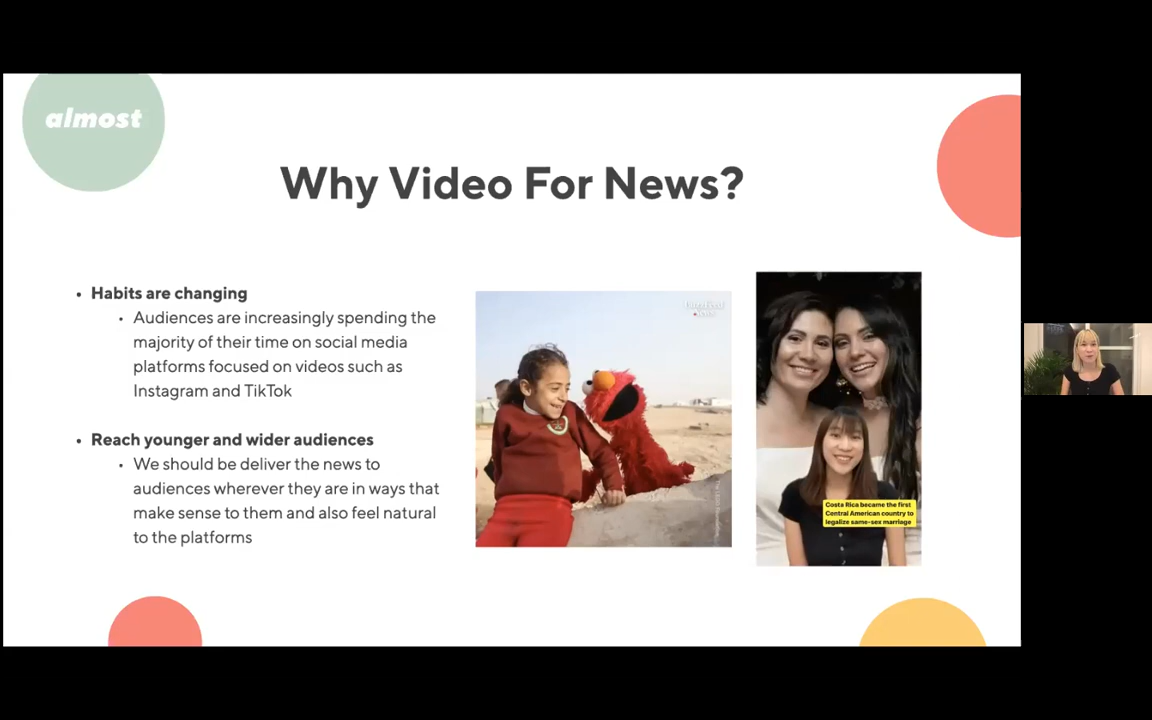 almost
Why Video For News?
• Habits are changing
• Audiences are increasingly spending the
majority of their time on social media
platforms focused on videos such as
Instagram and TikTok
• Reach younger and wider audiences
• We should be deliver the news to
audiences wherever they are in ways that
make sense to them and also feel natural
to the platforms
BuzzFeed
News
Costa Rica became the first
Central American country to
legalize same-sex marriage